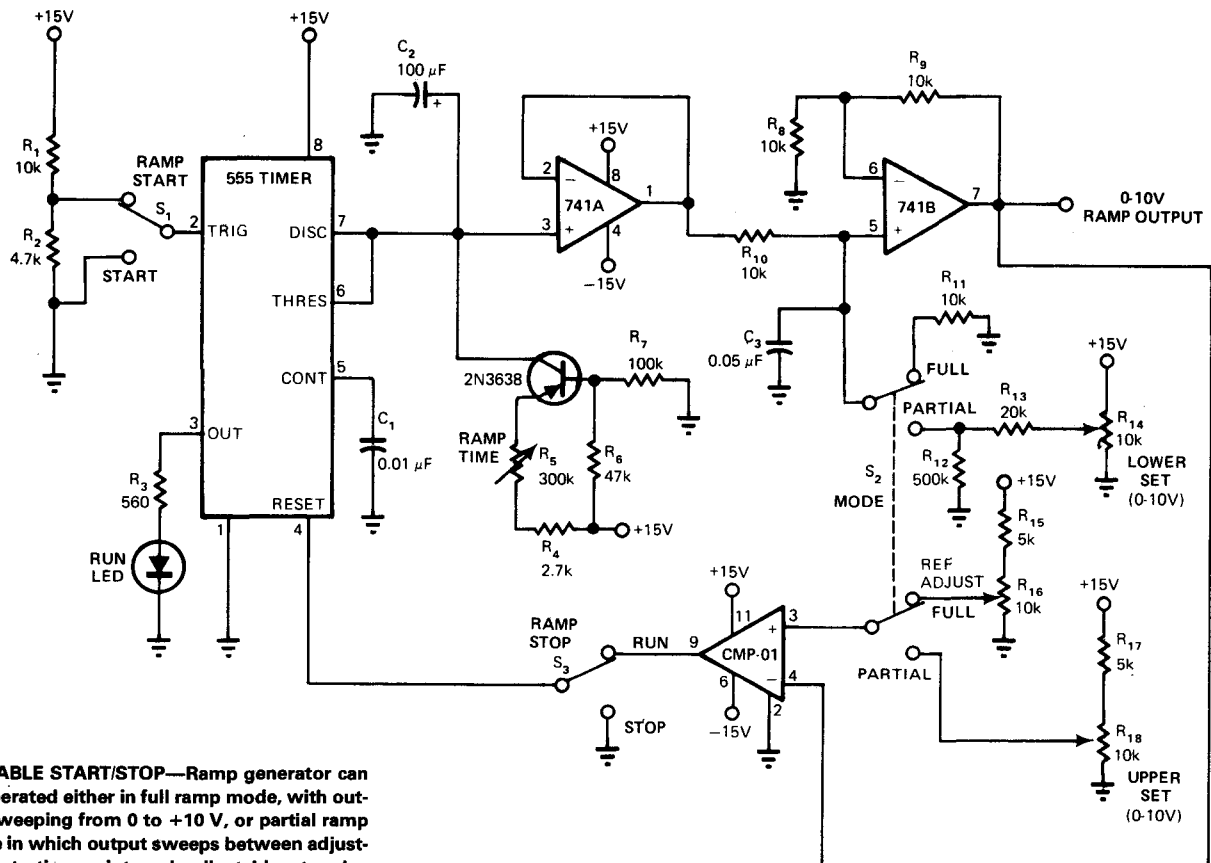 +15V
+15V
C2
100 µF
R9
10k
R8
10k
R1
10k
RAMP
START
S1
8
555 TIMER
2
TRIG
DISC
7
R2
4.7k
START
THRES
6
+15V
2
−
8
1
741A
3
+
4
−15V
6
−
7
741B
5
+
0-10V
RAMP OUTPUT
R10
10k
R11
10k
C3
0.05 µF
FULL
+15V
CONT
5
C1
0.01 µF
2N3638
R7
100k
PARTIAL
R13
20k
R14
10k
LOWER
SET
(0-10V)
R12
500k
3
OUT
RAMP
TIME
R5
300k
R6
47k
S2
MODE
+15V
R3
560
RESET
1
4
R4
2.7k
+15V
R15
5k
RUN
LED
REF
ADJUST
FULL
R16
10k
+15V
+15V
11
3
+
RAMP
STOP
S3
RUN
9
CMP-01
−
4
6
2
−15V
STOP
PARTIAL
R17
5k
R18
10k
UPPER
SET
(0-10V)
ABLE START/STOP—Ramp generator can
erated either in full ramp mode, with out-
weeping from 0 to +10 V, or partial ramp
in which output sweeps between adjust-